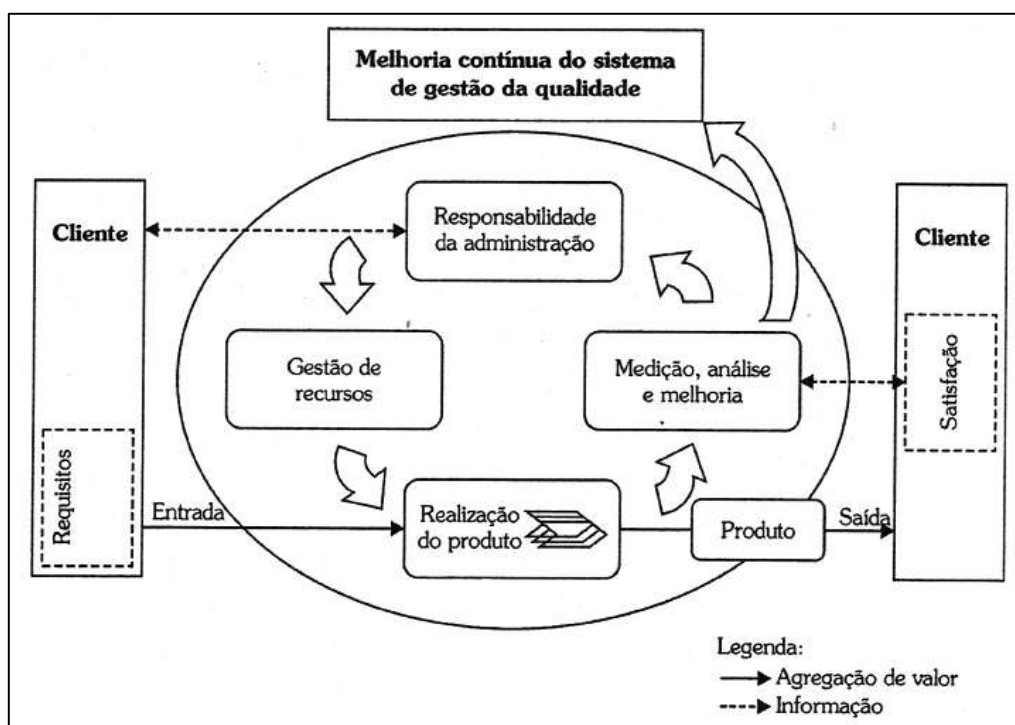 Melhoria contínua do sistema
de gestão da qualidade
Cliente
Responsabilidade
da administração
Cliente
Gestão de
recursos
Medição, análise
e melhoria
Satisfação
Requisitos
Entrada
Realização
do produto
Produto
Saída
Legenda:
Agregação de valor
Informação